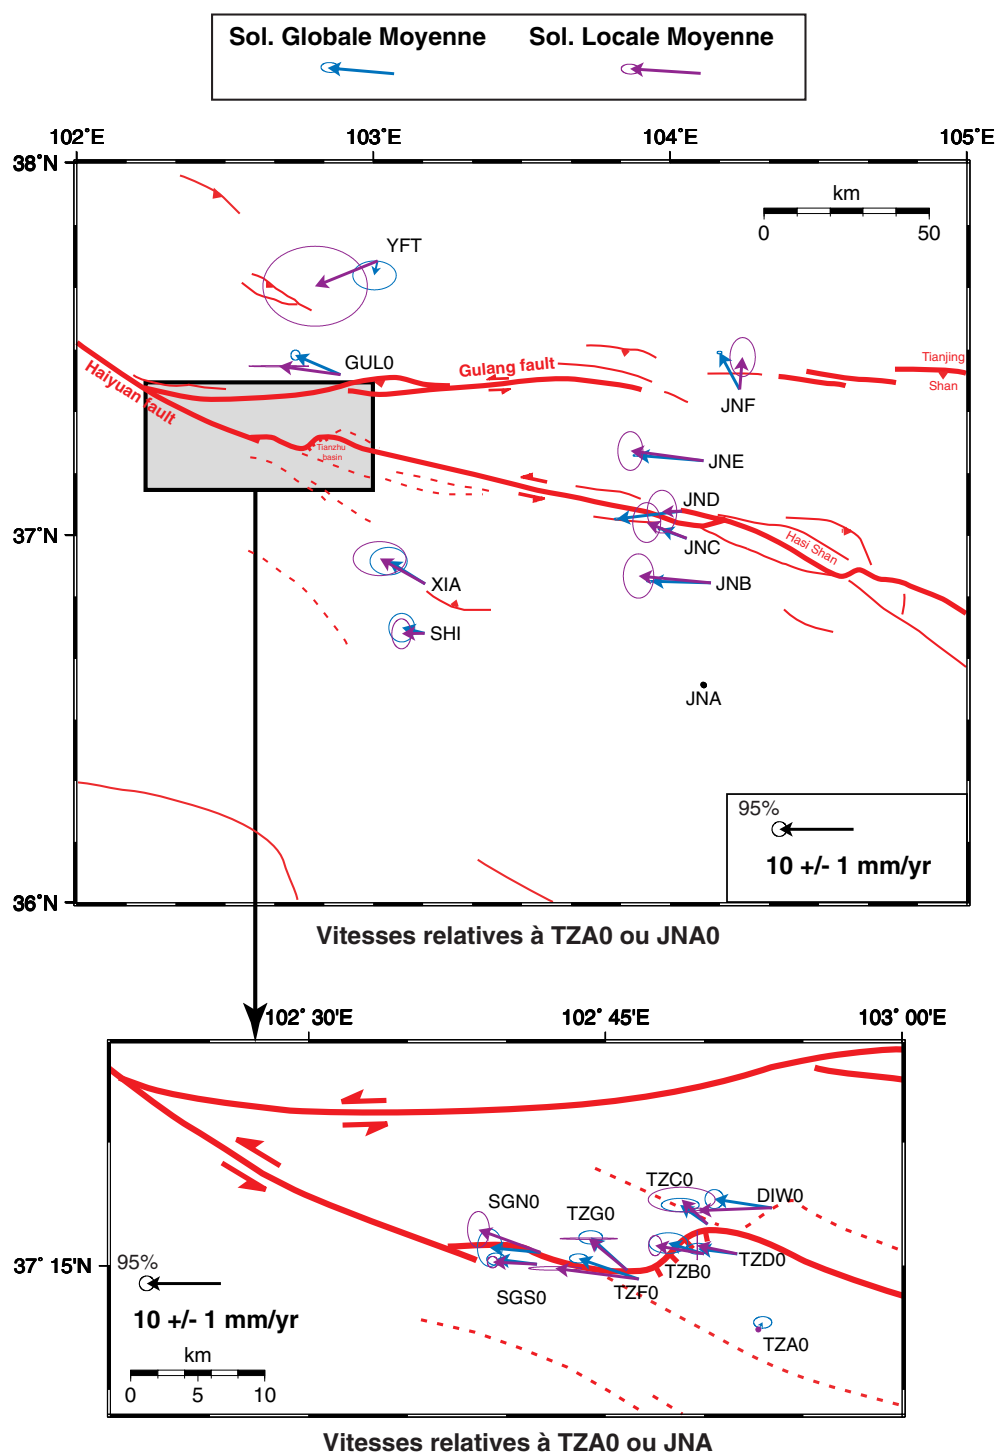 Sol. Globale Moyenne Sol. Locale Moyenne
102˚E 103˚E 104˚E 105˚E
38˚N
km
0 50
YFT
GUL0
Gulang fault
Tianjing
Shan
Haiyuan fault
JNF
Tianzhu
basin
JNE
JND
37˚N
JNC
Hasi Shan
XIA
JNB
SHI
JNA
95%
10 +/- 1 mm/yr
36˚N
Vitesses relatives à TZA0 ou JNA0
102˚ 30'E 102˚ 45'E 103˚ 00'E
TZC0
DIW0
SGN0
TZG0
37˚ 15'N
95%
TZD0
TZB0
TZF0
SGS0
10 +/- 1 mm/yr
TZA0
km
0 5 10
Vitesses relatives à TZA0 ou JNA